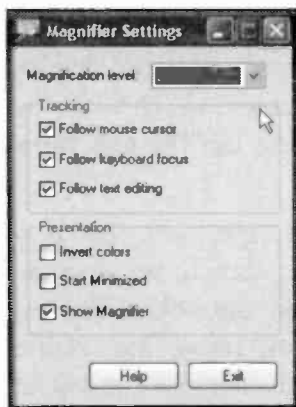 Magnifier Settings
Magnification level:
Tracking
Follow mouse cursor
Follow keyboard focus
Follow text editing
Presentation
Invert colors
Start Minimized
Show Magnifier
Help Exit